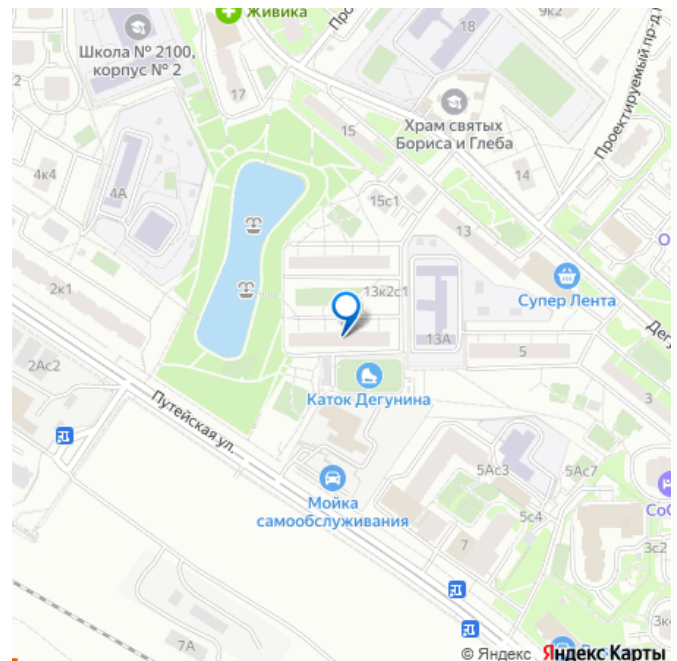 Живика
Школа № 2100,
корпус № 2
9к2
18
17
15
Храм святых
Бориса и Глеба
Проектируемый пр-д
2
4к4
4А
14
15с1
13
2к1
13к2с1
Супер Лента
13А
5
2Ас2
Каток Дегунина
3
Путейская ул.
5Ас3
5Ас7
Мойка
самообслуживания
5с4
7
3с2
7А
© Яндекс Яндекс Карты